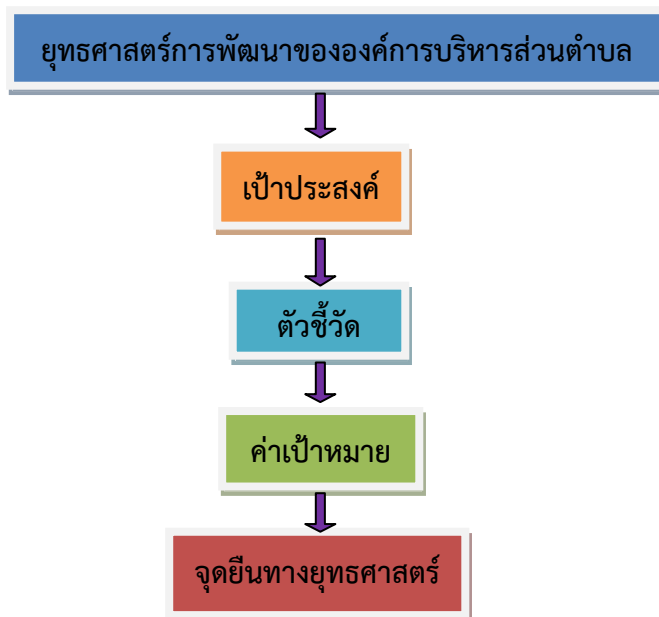 ยุทธศาสตร์การพัฒนาขององค์การบริหารส่วนตำบล
เป้าประสงค์
ตัวชี้วัด
ค่าเป้าหมาย
จุดยืนทางยุทธศาสตร์